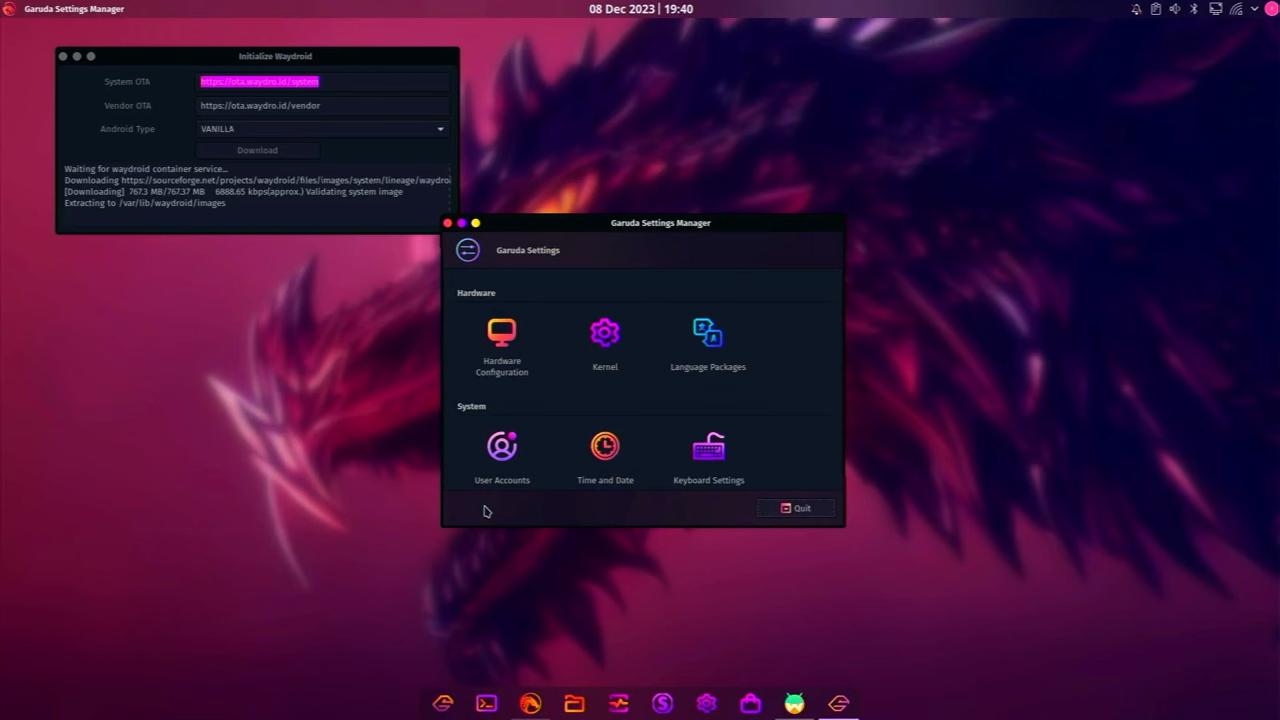 Garuda Settings Manager
08 Dec 2023 | 19:40
Initialize Waydroid
System OTA
https://ota.waydro.id/system
Vendor OTA
https://ota.waydro.id/vendor
Android Type
VANILLA
Download
Waiting for waydroid container service...
Downloading https://sourceforge.net/projects/waydroid/files/images/system/lineage/waydroi
[Downloading] 767.3 MB/767.37 MB 6888.65 kbps(approx.) Validating system image
Extracting to /var/lib/waydroid/images
Garuda Settings Manager
Garuda Settings
Hardware
Hardware
Configuration
Kernel
Language Packages
System
User Accounts
Time and Date
Keyboard Settings
Quit